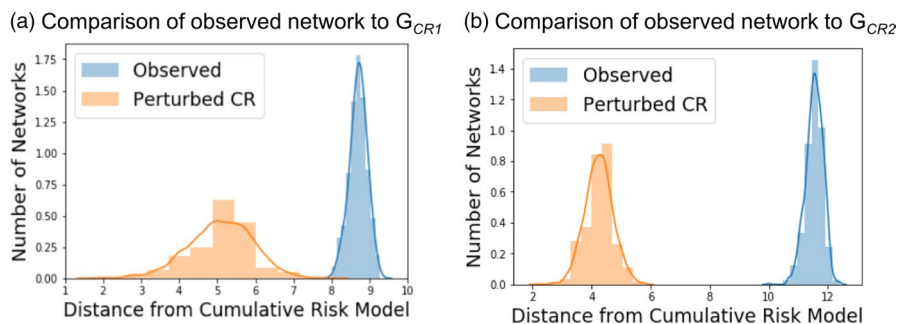 (a) Comparison of observed network to G_CR1
1.75
1.50
1.25
1.00
0.75
0.50
0.25
0.00
Number of Networks
Observed
Perturbed CR
1 2 3 4 5 6 7 8 9 10
Distance from Cumulative Risk Model
(b) Comparison of observed network to G_CR2
1.4
1.2
1.0
0.8
0.6
0.4
0.2
0.0
Number of Networks
Observed
Perturbed CR
2 4 6 8 10 12
Distance from Cumulative Risk Model